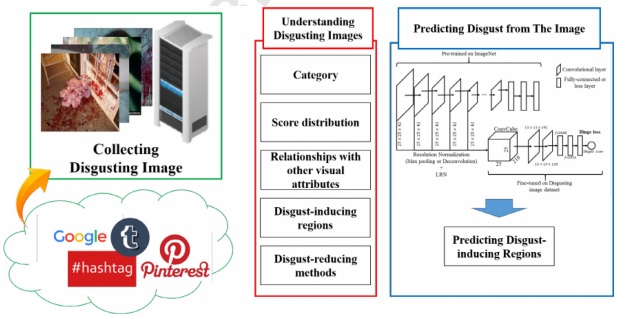 Collecting
Disgusting Image
Google
t
#hashtag
Pinterest
Understanding
Disgusting Images
Category
Score distribution
Relationships with
other visual
attributes
Disgust-inducing
regions
Disgust-reducing
methods
Predicting Disgust from The Image
Pre-trained on ImageNet
Convolutional layer
Fully-connected or
loss layer
ConvCube
Hinge loss
25
25
Resolution Normalization
(Max pooling or Deconvolution)
+
LRN
Fine-tuned on Disgusting
image dataset
Predicting Disgust-
inducing Regions